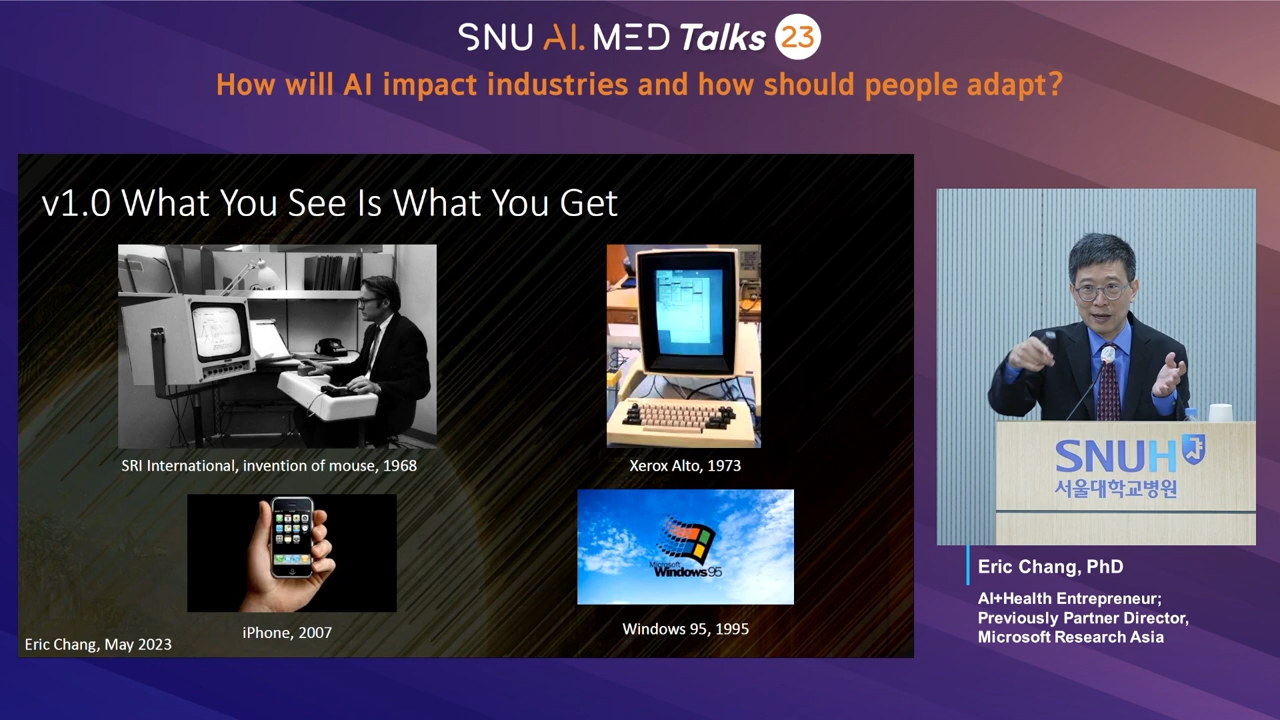 SNU AI. MED Talks 23
How will AI impact industries and how should people adapt?
v1.0 What You See Is What You Get
SRI International, invention of mouse, 1968
Xerox Alto, 1973
Microsoft
Windows 95
iPhone, 2007
Windows 95, 1995
Eric Chang, May 2023
SNUH
서울대학교병원
Eric Chang, PhD
AI+Health Entrepreneur;
Previously Partner Director,
Microsoft Research Asia